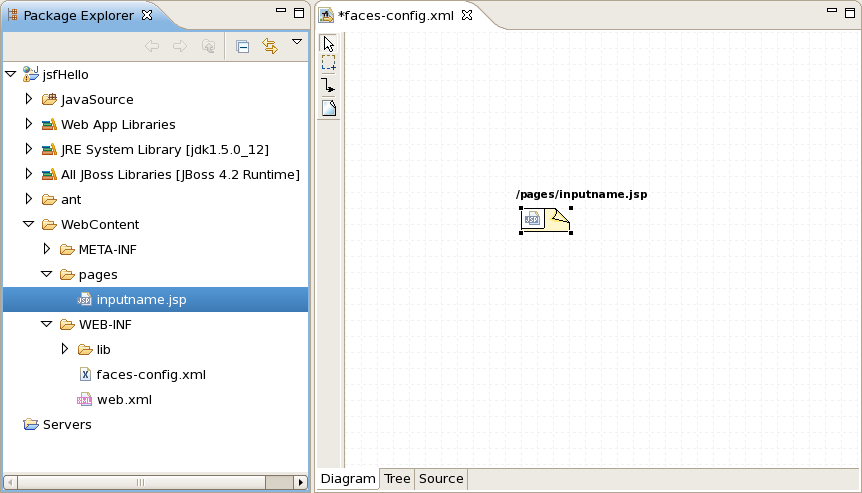 Package Explorer
jsfHello
JavaSource
Web App Libraries
JRE System Library [jdk1.5.0_12]
All JBoss Libraries [JBoss 4.2 Runtime]
ant
WebContent
META-INF
pages
inputname.jsp
WEB-INF
lib
faces-config.xml
web.xml
Servers
*faces-config.xml
/pages/inputname.jsp
Diagram Tree Source